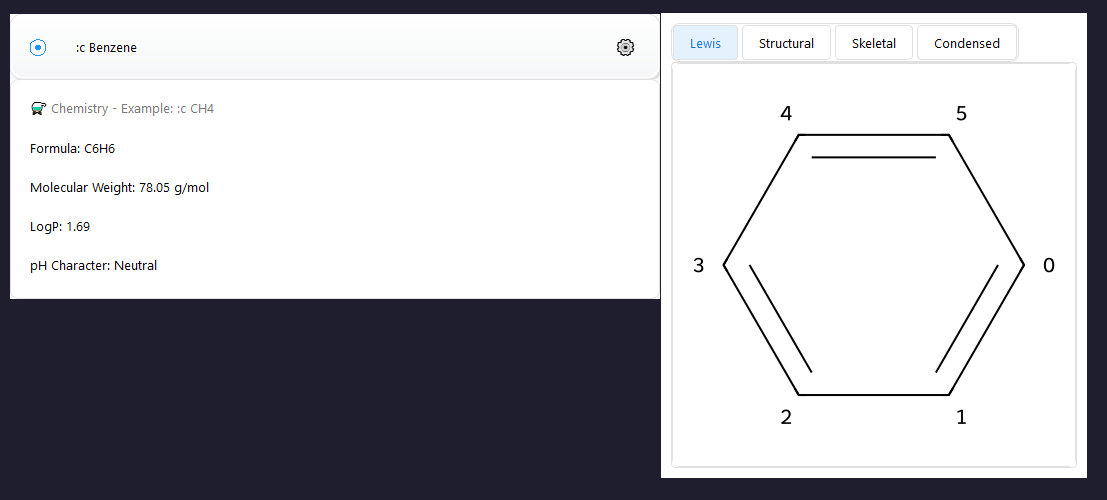 :c Benzene
Chemistry - Example: :c CH4
Formula: C6H6
Molecular Weight: 78.05 g/mol
LogP: 1.69
pH Character: Neutral
Lewis Structural Skeletal Condensed
4 5
3 0
2 1